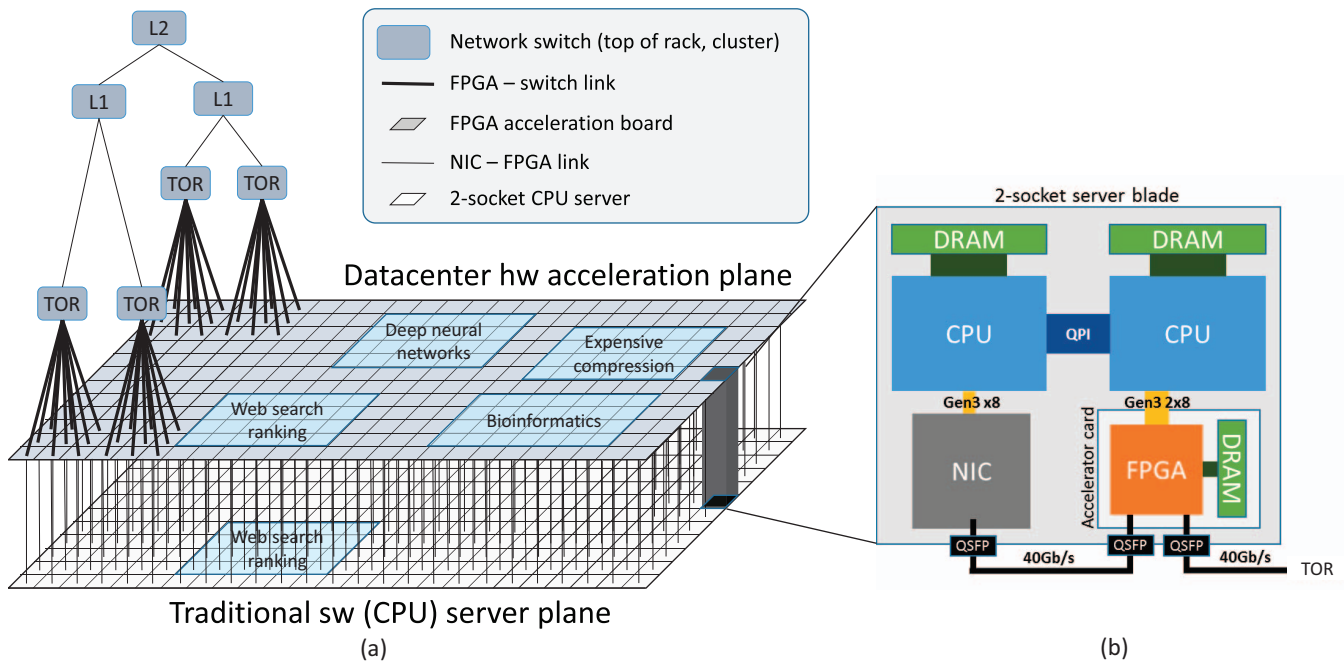 L2
L1
L1
TOR
TOR
TOR
TOR
Network switch (top of rack, cluster)
FPGA – switch link
FPGA acceleration board
NIC – FPGA link
2-socket CPU server
Datacenter hw acceleration plane
Deep neural
networks
Expensive
compression
Web search
ranking
Bioinformatics
Web search
ranking
Traditional sw (CPU) server plane
(a)
2-socket server blade
DRAM
DRAM
CPU
QPI
CPU
Gen3 x8
Gen3 2x8
NIC
Accelerator card
FPGA
DRAM
QSFP
QSFP
QSFP
40Gb/s
40Gb/s
TOR
(b)